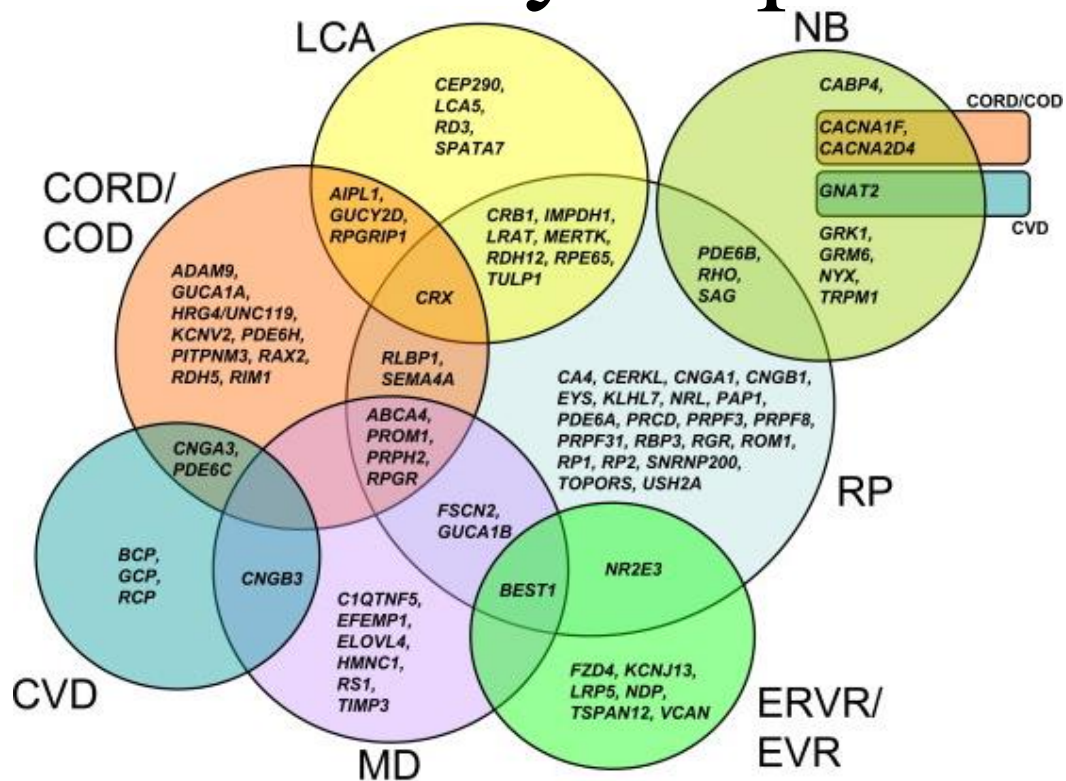 LCA
NB
CEP290,
LCA5,
RD3,
SPATA7
CABP4,
CORD/COD
CACNA1F,
CACNA2D4
GNAT2
CVD
GRK1,
GRM6,
NYX,
TRPM1
PDE6B,
RHO,
SAG
CORD/
COD
AIPL1,
GUCY2D,
RPGRIP1
CRB1, IMPDH1,
LRAT, MERTK,
RDH12, RPE65,
TULP1
ADAM9,
GUCA1A,
HRG4/UNC119,
KCNV2, PDE6H,
PITPNM3, RAX2,
RDH5, RIM1
CRX
RLBP1,
SEMA4A
CA4, CERKL, CNGA1, CNGB1,
EYS, KLHL7, NRL, PAP1,
PDE6A, PRCD, PRPF3, PRPF8,
PRPF31, RBP3, RGR, ROM1,
RP1, RP2, SNRNP200,
TOPORS, USH2A
RP
ABCA4,
PROM1,
PRPH2,
RPGR
CNGA3,
PDE6C
FSCN2,
GUCA1B
BCP,
GCP,
RCP
CNGB3
BEST1
NR2E3
C1QTNF5,
EFEMP1,
ELOVL4,
HMNC1,
RS1,
TIMP3
FZD4, KCNJ13,
LRP5, NDP,
TSPAN12, VCAN
CVD
MD
ERVR/
EVR